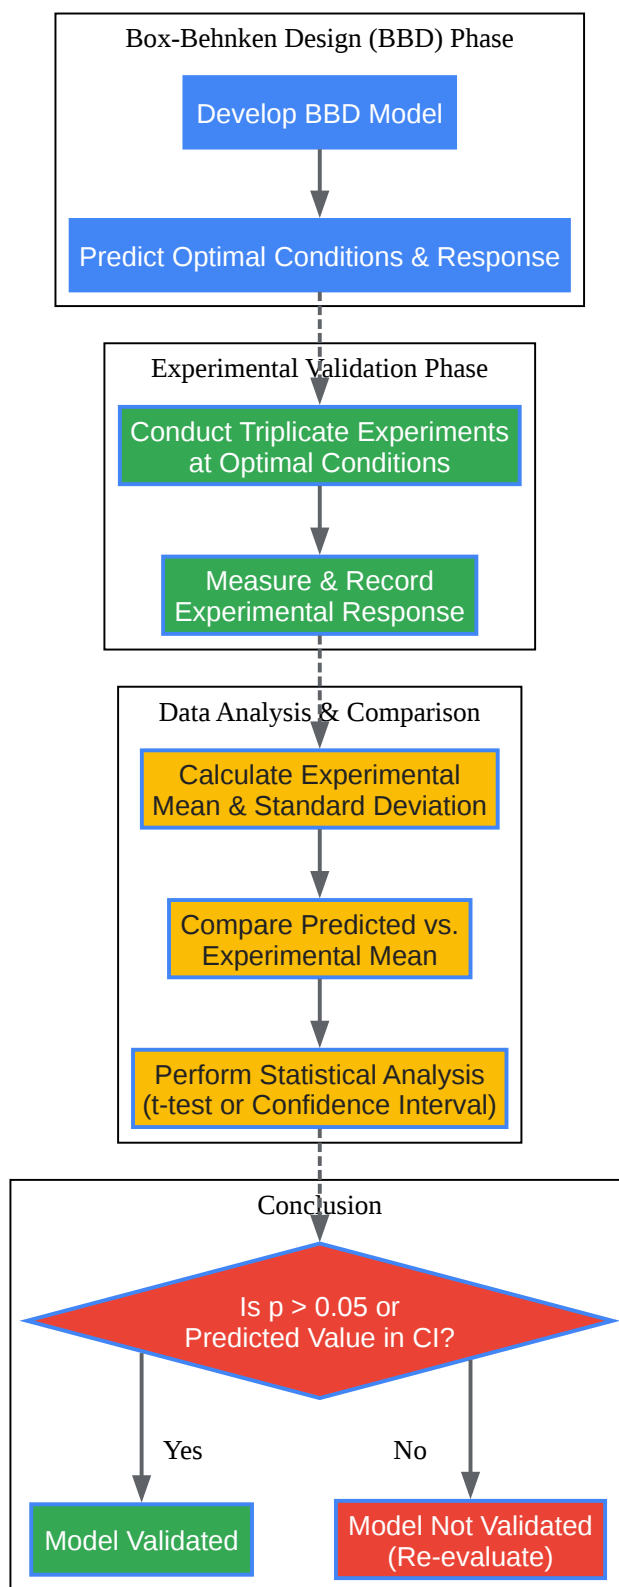 Box-Behnken Design (BBD) Phase
Develop BBD Model
Predict Optimal Conditions & Response
Experimental Validation Phase
Conduct Triplicate Experiments
at Optimal Conditions
Measure & Record
Experimental Response
Data Analysis & Comparison
Calculate Experimental
Mean & Standard Deviation
Compare Predicted vs.
Experimental Mean
Perform Statistical Analysis
(t-test or Confidence Interval)
Conclusion
Is p > 0.05 or
Predicted Value in CI?
Yes
No
Model Validated
Model Not Validated
(Re-evaluate)